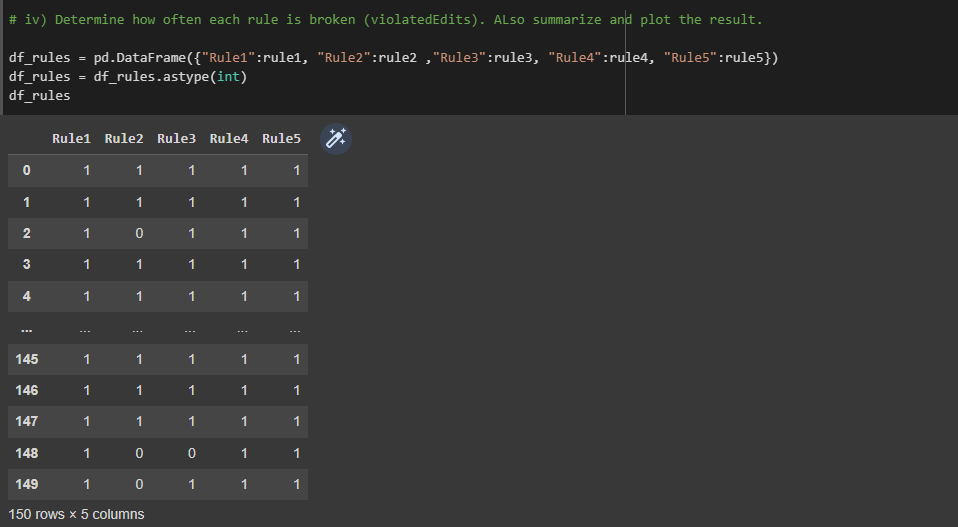 # iv) Determine how often each rule is broken (violatedEdits). ALso summarize and plot the result.
df_rules = pd.DataFrame({"Rule1":rule1, "Rule2":rule2 ,"Rule3":rule3, "Rule4":rule4, "Rule5":rule5})
df_rules = df_rules.astype(int)
df_rules
Rule1 Rule2 Rule3 Rule4 Rule5
0 1 1 1 1 1
1 1 1 1 1 1
2 1 0 1 1 1
3 1 1 1 1 1
4 1 1 1 1 1
... ... ... ... ... ...
145 1 1 1 1 1
146 1 1 1 1 1
147 1 1 1 1 1
148 1 0 0 1 1
149 1 0 1 1 1
150 rows × 5 columns